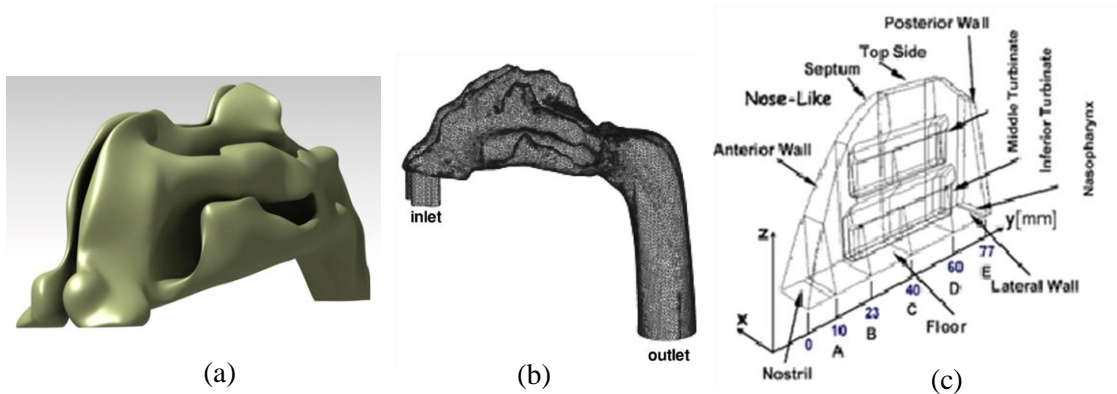 Posterior Wall
Top Side
Septum
Nose-Like
Anterior Wall
Middle Turbinate
Inferior Turbinate
Nasopharynx
inlet
outlet
z
y[mm]
x
77
60
40
23
10
0
E
D
C
B
A
Lateral Wall
Floor
Nostril
(a)
(b)
(c)